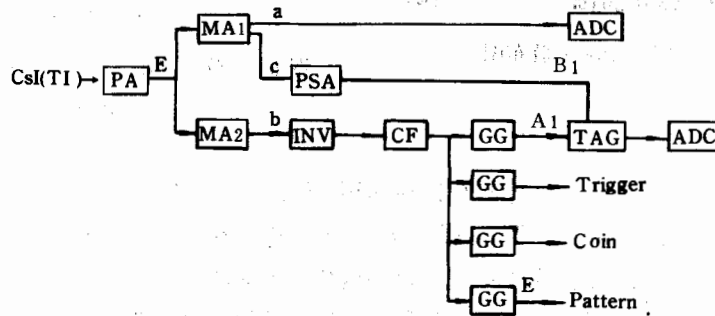 a
MA1
ADC
E
c
B1
CsI(TI)
PA
PSA
b
A1
MA2
INV
CF
GG
TAG
ADC
GG
Trigger
GG
Coin
E
GG
Pattern